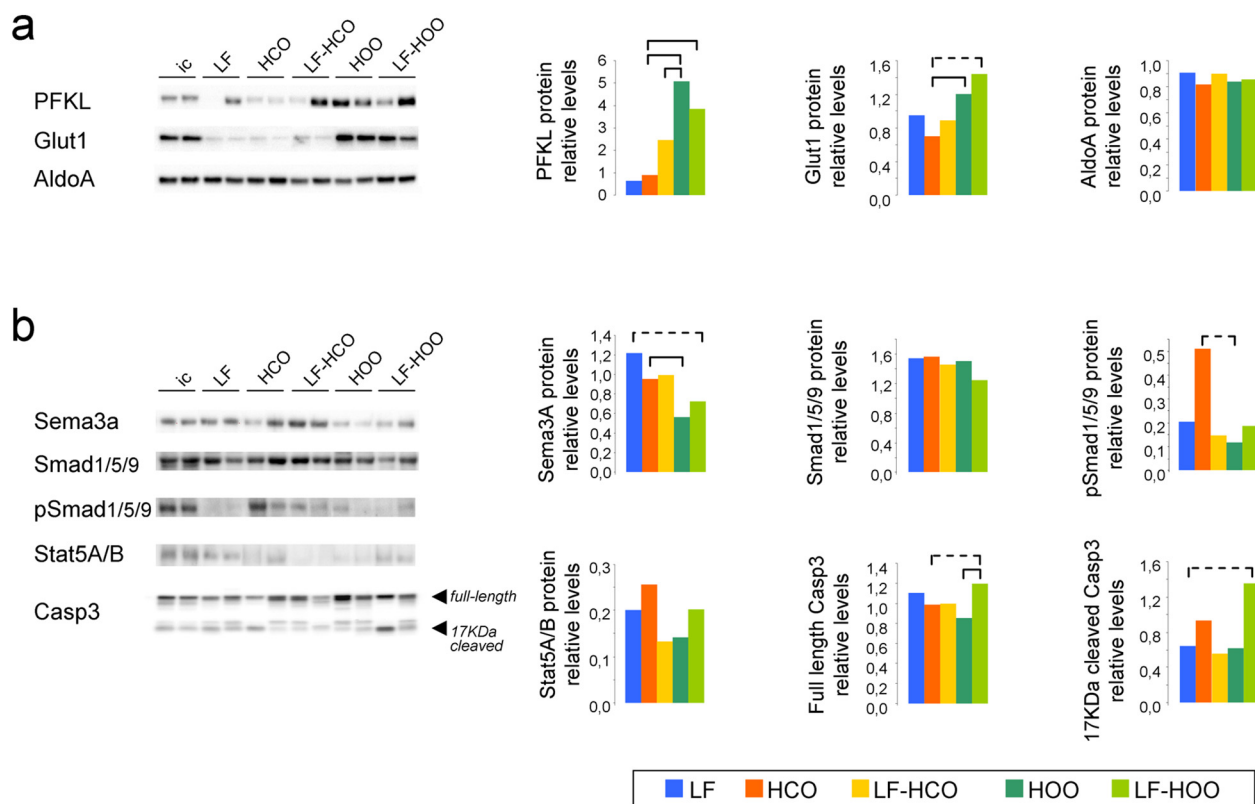 a
ic LF HCO LF-HCO HOO LF-HOO
PFKL
Glut1
AldoA
PFKL protein
relative levels
6
5
4
3
2
1
0
Glut1 protein
relative levels
1,6
1,2
0,8
0,4
0,0
AldoA protein
relative levels
1,0
0,8
0,6
0,4
0,2
0,0
b
ic LF HCO LF-HCO HOO LF-HOO
Sema3a
Smad1/5/9
pSmad1/5/9
Stat5A/B
Casp3
full-length
17KDa
cleaved
Sema3A protein
relative levels
1,4
1,2
1,0
0,8
0,6
0,4
0,2
0,0
Smad1/5/9 protein
relative levels
1,6
1,2
0,8
0,4
0,0
pSmad1/5/9 protein
relative levels
0,5
0,4
0,2
0,1
0,0
Stat5A/B protein
relative levels
0,3
0,2
0,1
0,0
Full length Casp3
relative levels
1,4
1,2
1,0
0,8
0,6
0,4
0,2
0,0
17KDa cleaved Casp3
relative levels
1,6
1,2
0,8
0,4
0,0
LF HCO LF-HCO HOO LF-HOO